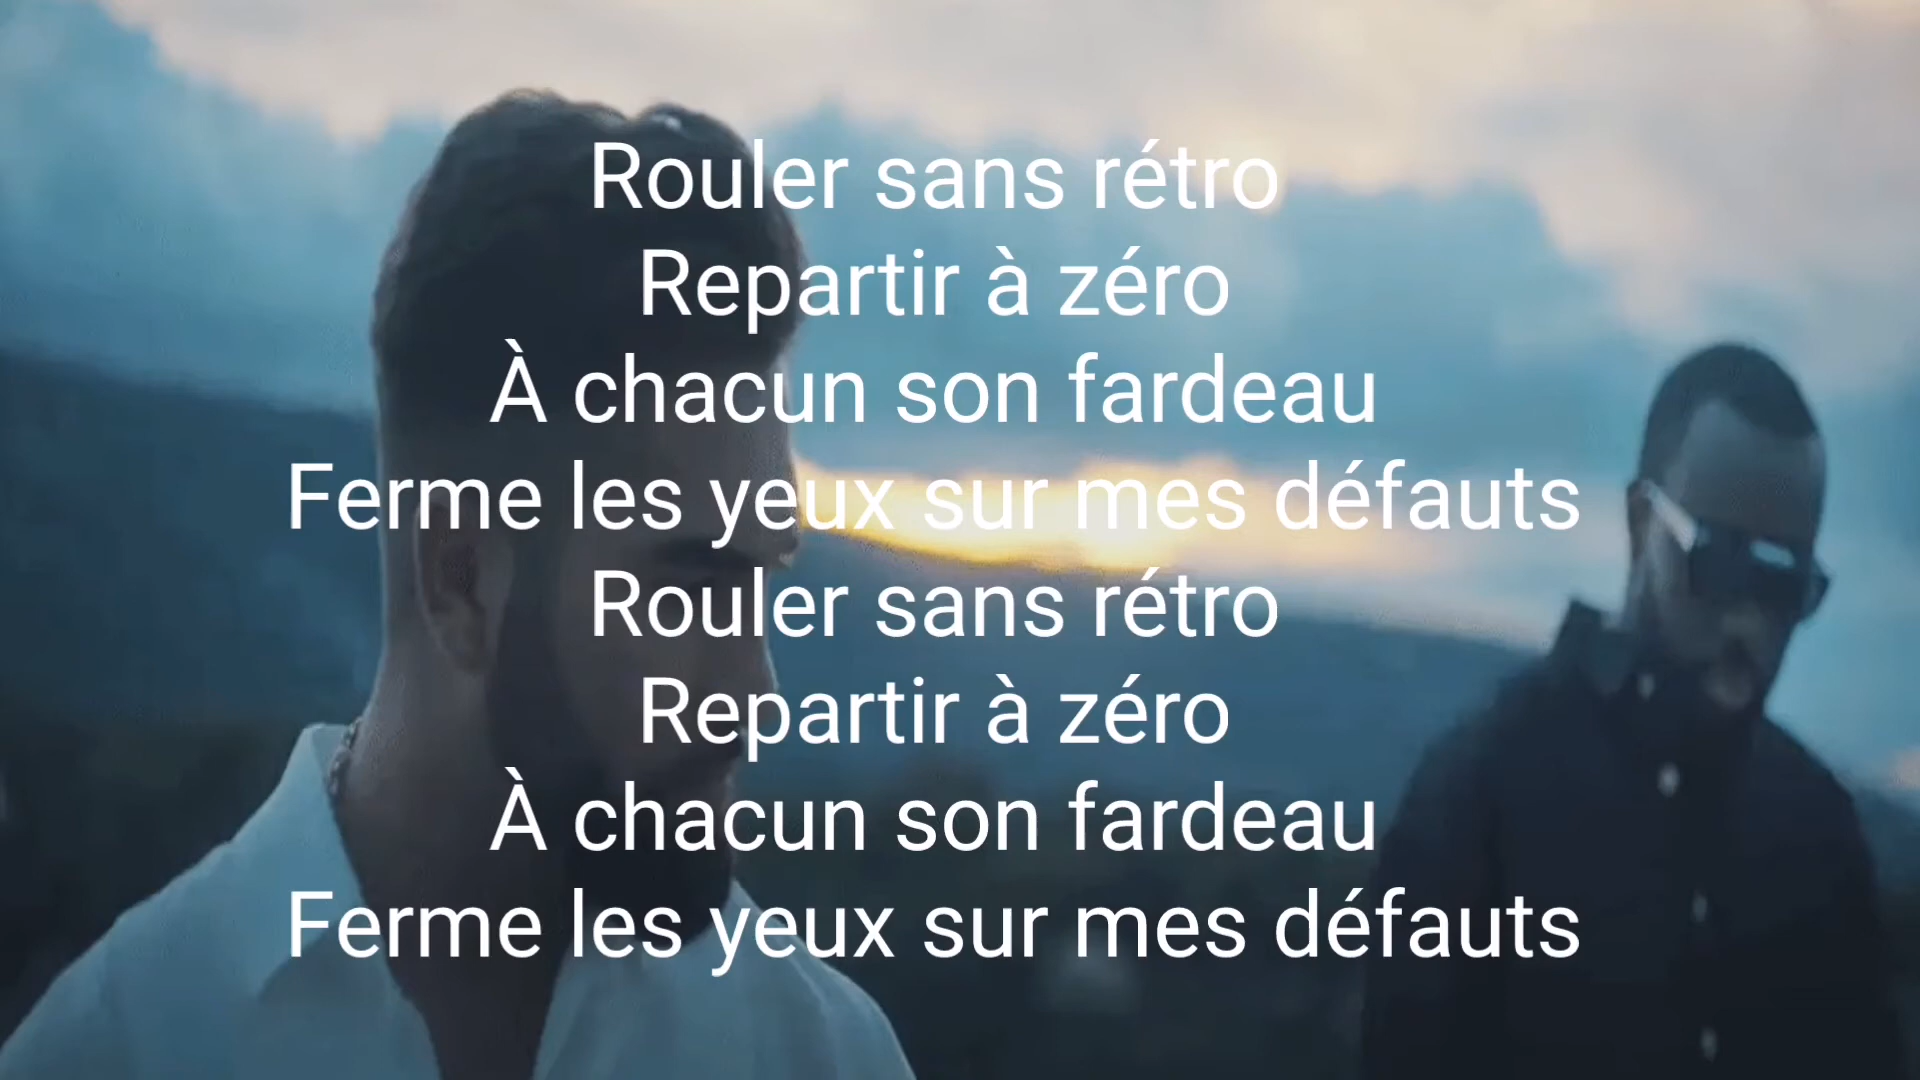 Rouler sans rétro
Repartir à zéro
À chacun son fardeau
Ferme les yeux sur mes défauts
Rouler sans rétro
Repartir à zéro
À chacun son fardeau
Ferme les yeux sur mes défauts